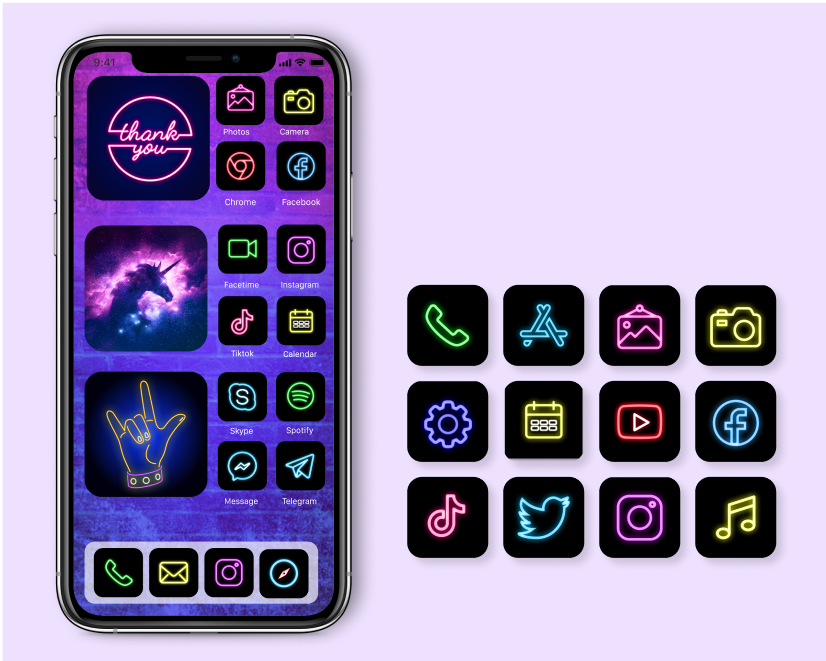 9:41
thank
you
Photos
Camera
Chrome
Facebook
Facetime
Instagram
Tiktok
Calendar
Skype
Spotify
Message
Telegram